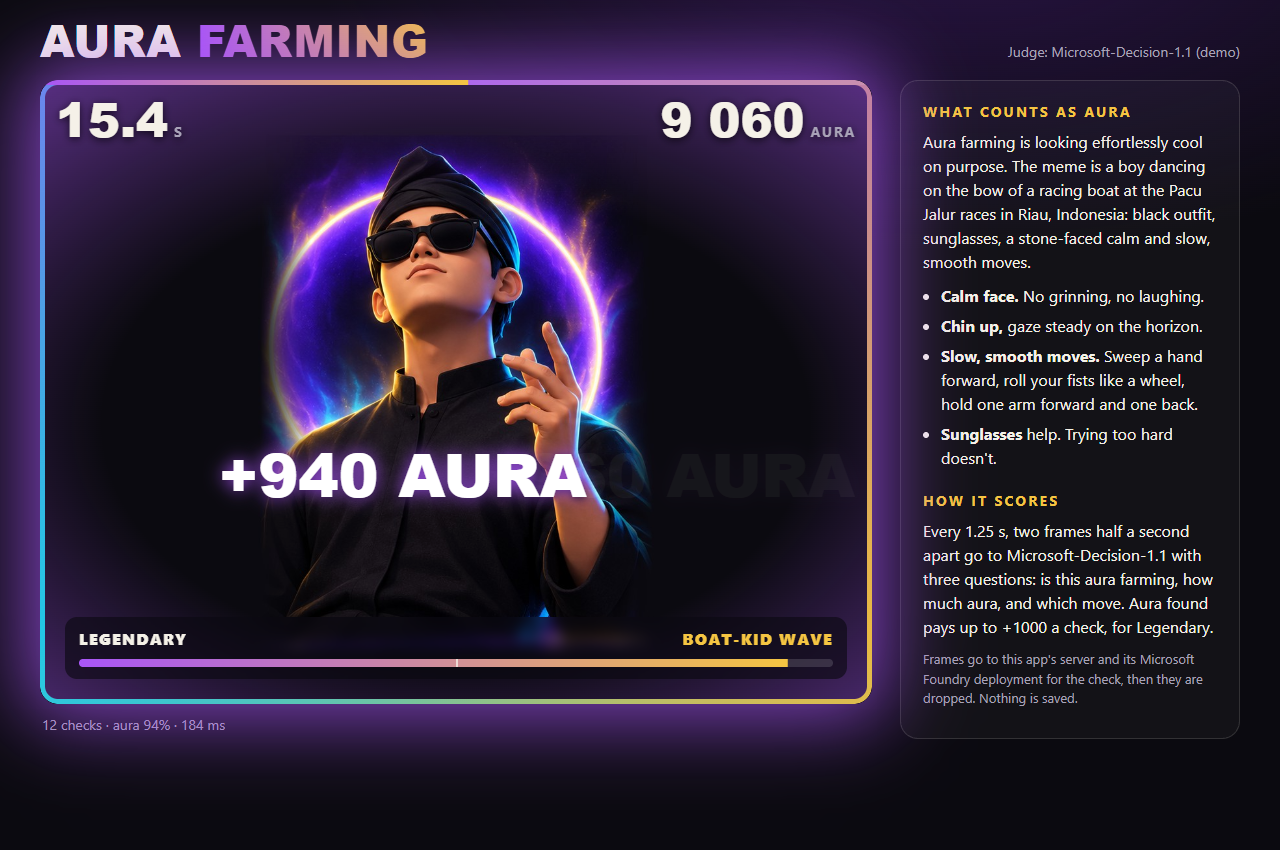 AURA FARMING
Judge: Microsoft-Decision-1.1 (demo)
15.4 S
9 060 AURA
+940 AURA
AURA
LEGENDARY
BOAT-KID WAVE
12 checks · aura 94% · 184 ms
WHAT COUNTS AS AURA
Aura farming is looking effortlessly cool
on purpose. The meme is a boy dancing
on the bow of a racing boat at the Pacu
Jalur races in Riau, Indonesia: black outfit,
sunglasses, a stone-faced calm and slow,
smooth moves.
• Calm face. No grinning, no laughing.
• Chin up, gaze steady on the horizon.
• Slow, smooth moves. Sweep a hand
forward, roll your fists like a wheel,
hold one arm forward and one back.
• Sunglasses help. Trying too hard
doesn't.
HOW IT SCORES
Every 1.25 s, two frames half a second
apart go to Microsoft-Decision-1.1 with
three questions: is this aura farming, how
much aura, and which move. Aura found
pays up to +1000 a check, for Legendary.
Frames go to this app's server and its Microsoft
Foundry deployment for the check, then they are
dropped. Nothing is saved.